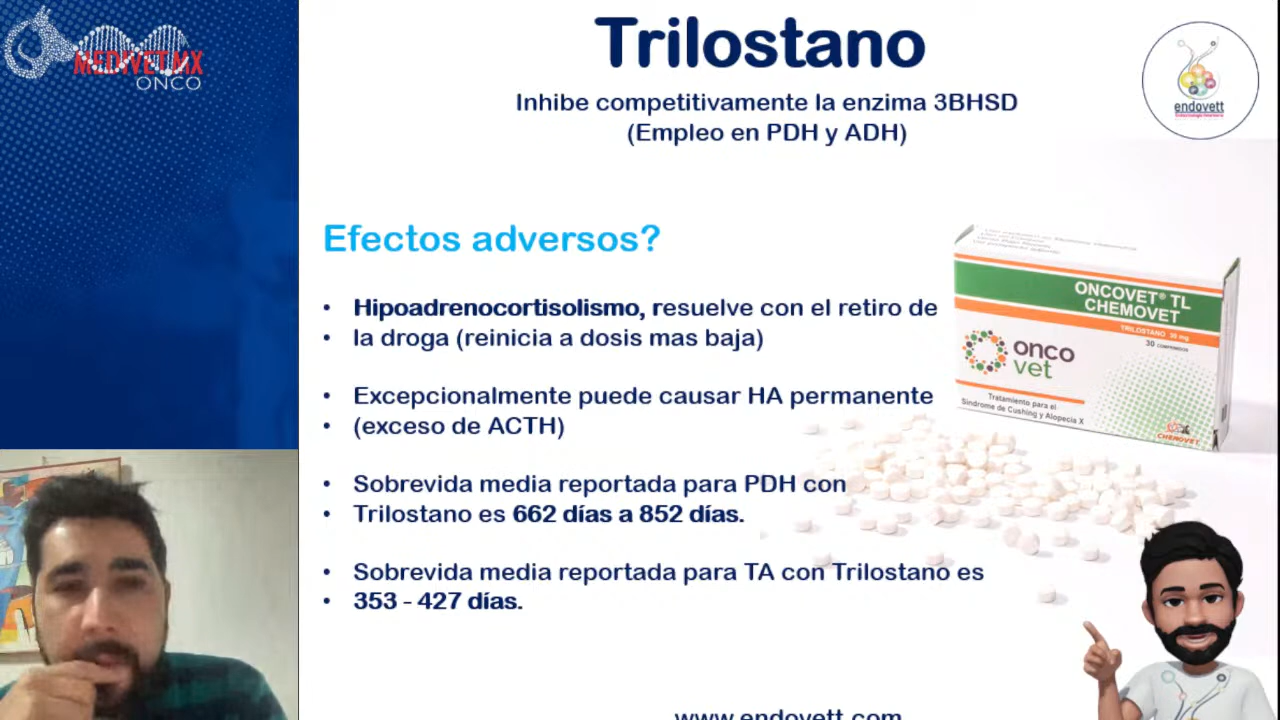 MEDIVET.MX
ONCO
Trilostano
Inhibe competitivamente la enzima 3BHSD
(Empleo en PDH y ADH)
endovett
Efectos adversos?
• Hipoadrenocortisolismo, resuelve con el retiro de
• la droga (reinicia a dosis mas baja)
• Excepcionalmente puede causar HA permanente
• (exceso de ACTH)
• Sobrevida media reportada para PDH con
• Trilostano es 662 días a 852 días.
• Sobrevida media reportada para TA con Trilostano es
• 353 - 427 días.
ONCOVET® TL
CHEMOVET
TRILOSTANO 30 mg
30 COMPRIMIDOS
onco
vet
Tratamiento para el
Síndrome de Cushing y Alopecia X
CHEMOVET
www.endovett.com